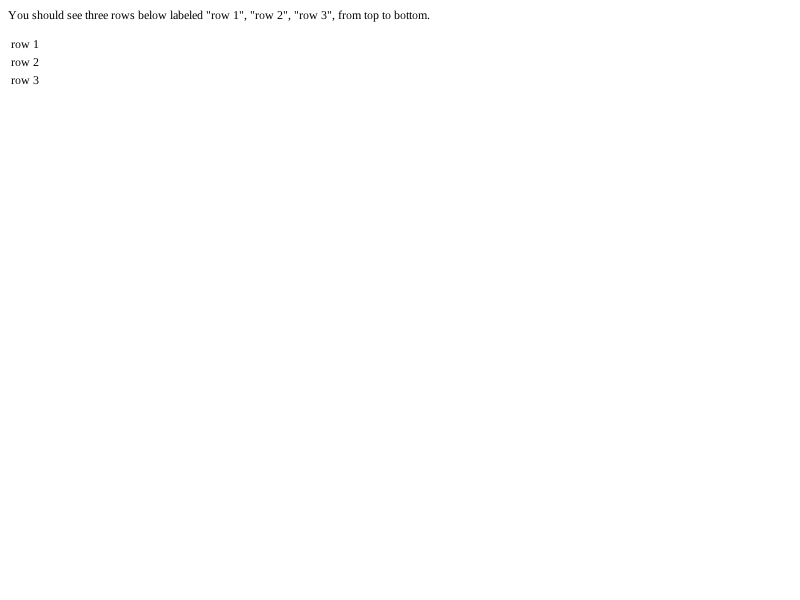 You should see three rows below labeled "row 1", "row 2", "row 3", from top to bottom.
row 1
row 2
row 3